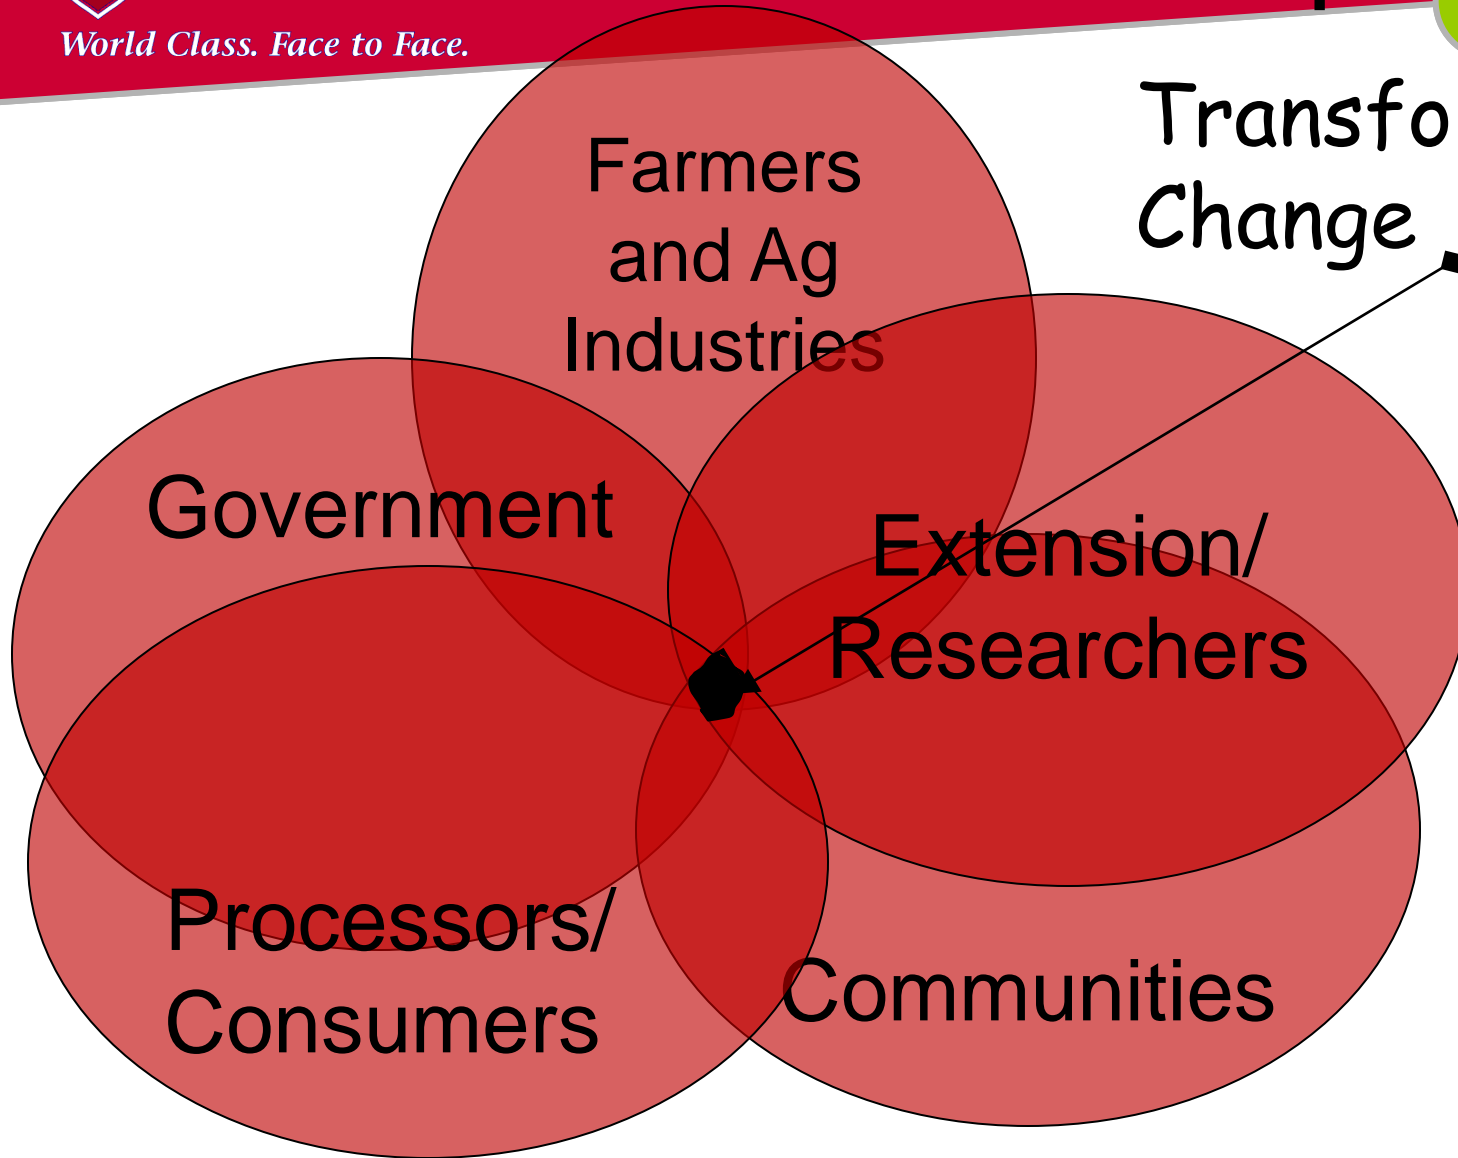 World Class. Face to Face.
Transfo
Change
Farmers
and Ag
Industries
Government
Extension/
Researchers
Processors/
Consumers
Communities